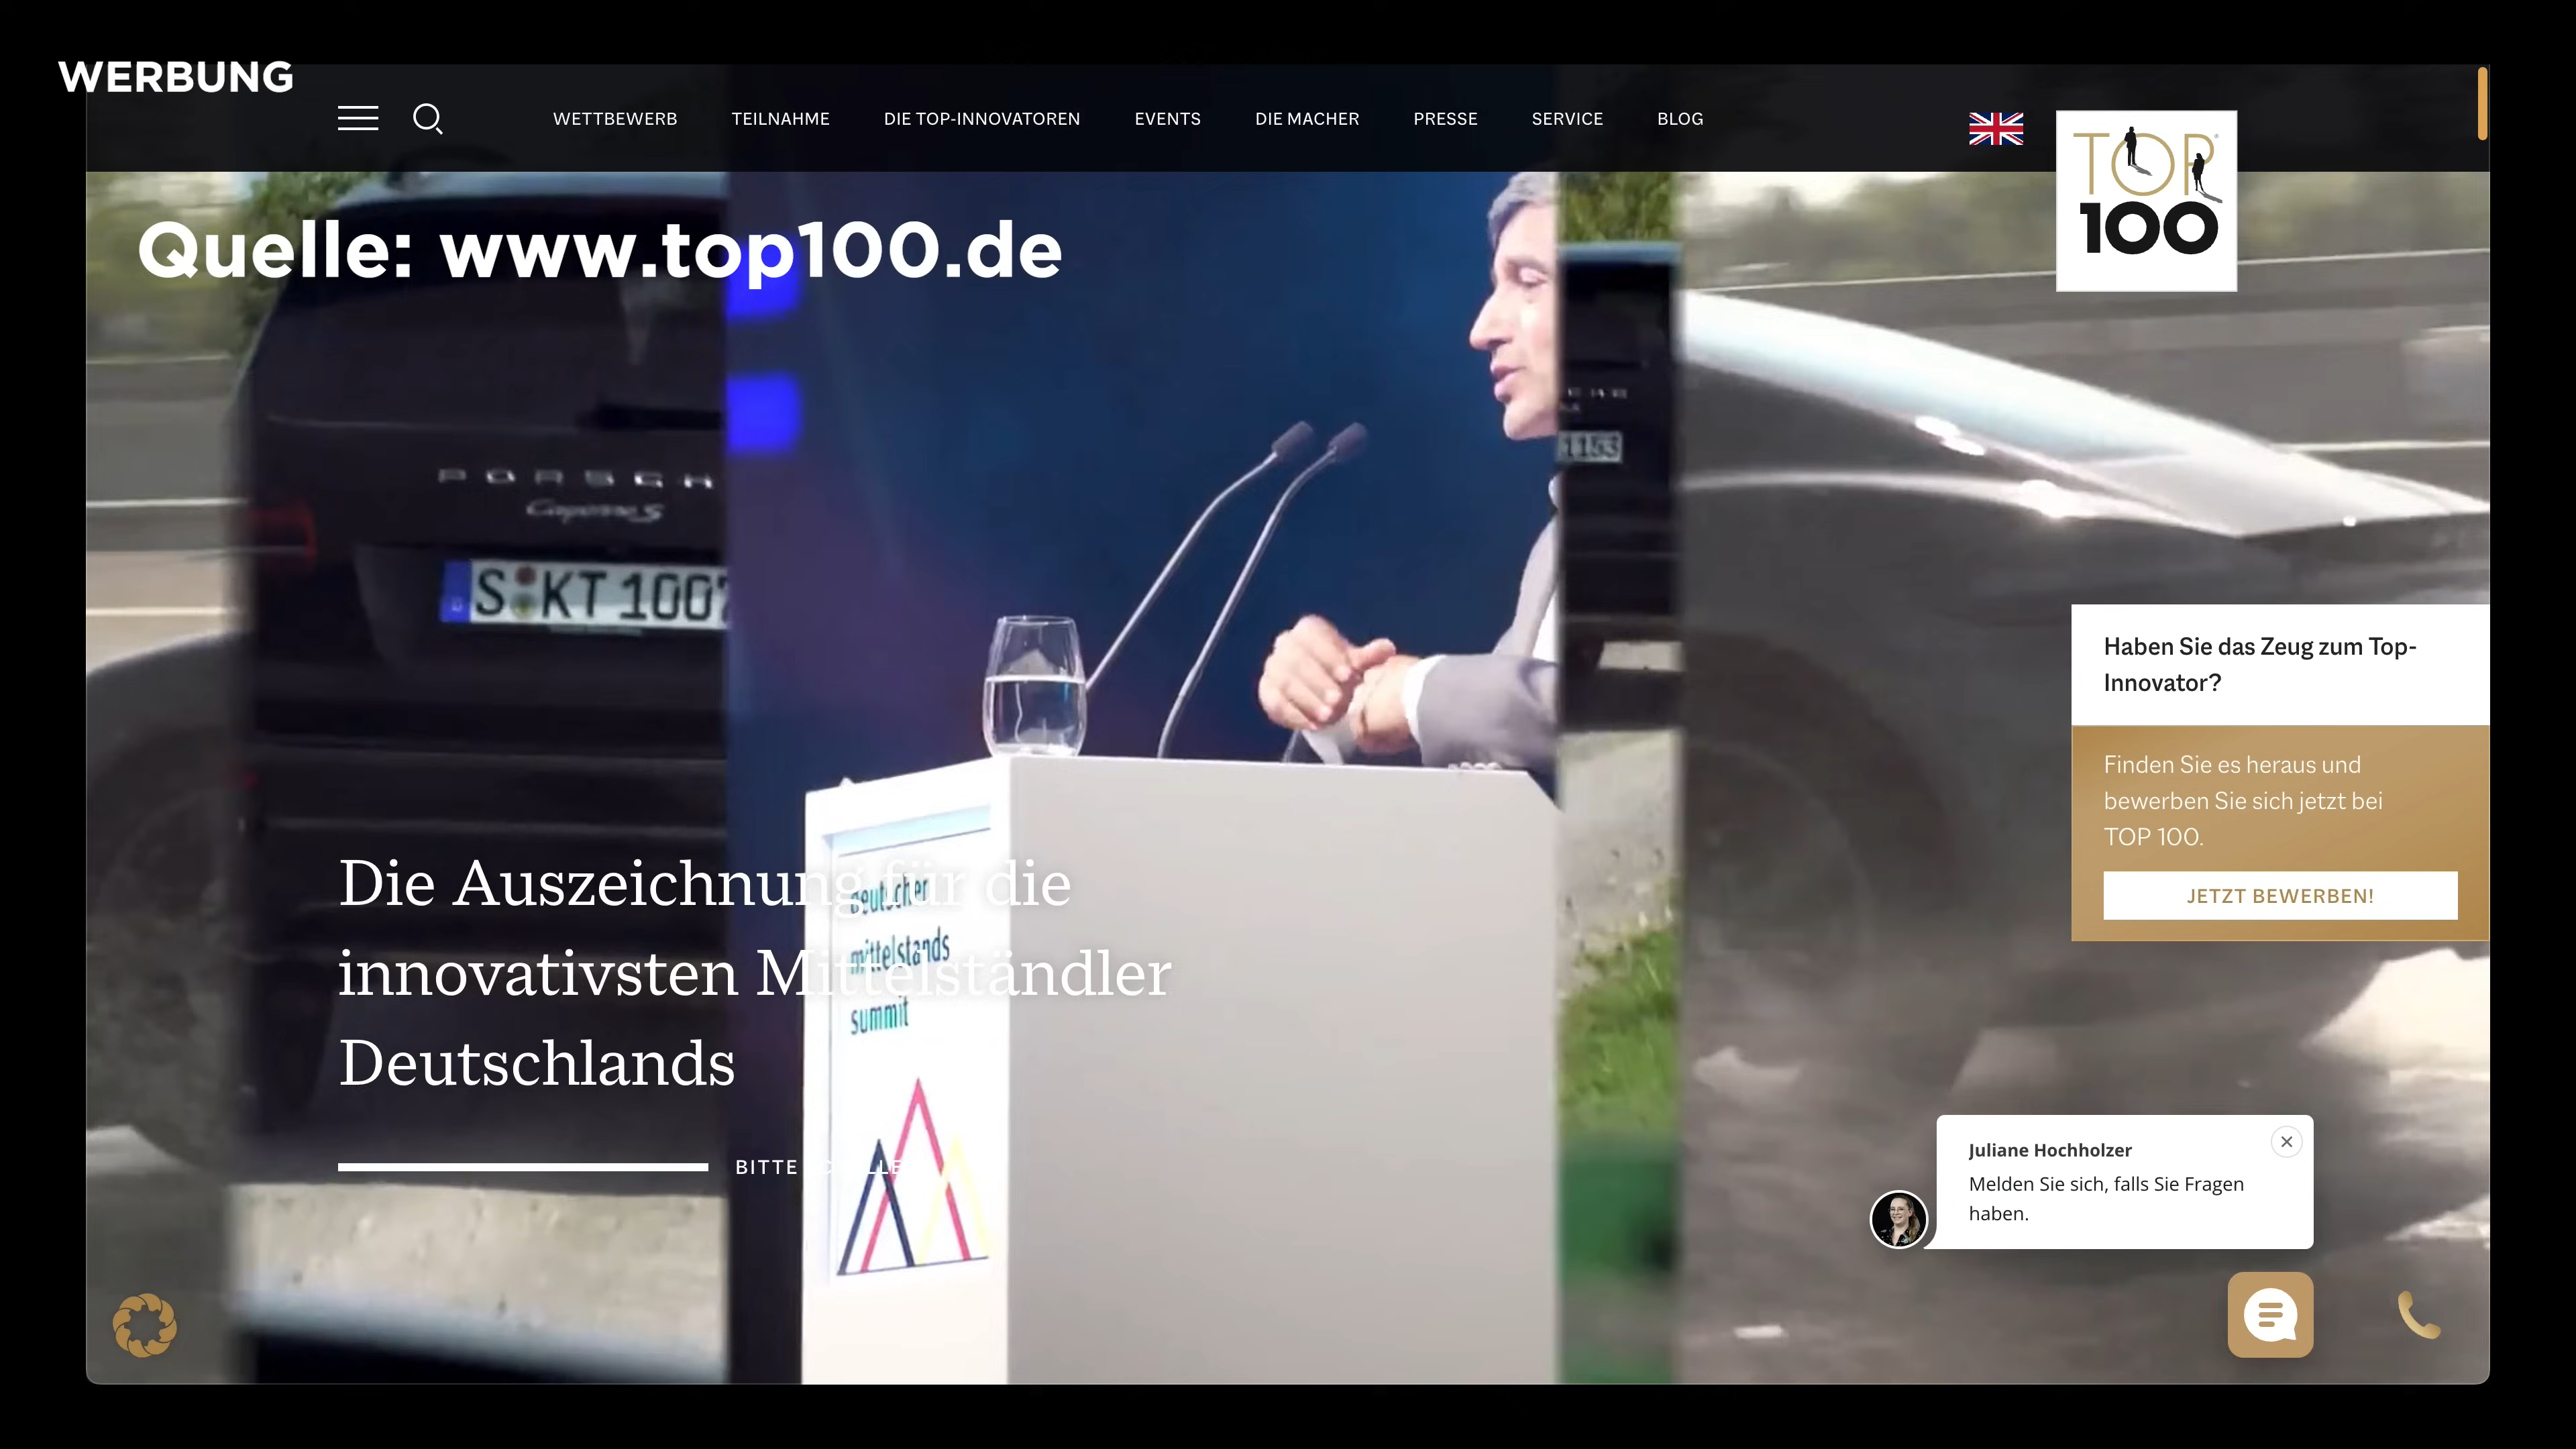 WERBUNG
WETTBEWERB TEILNAHME DIE TOP-INNOVATOREN EVENTS DIE MACHER PRESSE SERVICE BLOG
TOP
100
Quelle: www.top100.de
PORSCH
Cayenne S
S KT 100
1153
Haben Sie das Zeug zum Top-
Innovator?
Finden Sie es heraus und
bewerben Sie sich jetzt bei
TOP 100.
JETZT BEWERBEN!
Die Auszeichnung für die
innovativsten Mittelständler
Deutschlands
deutscher
mittelstands
summit
BITTE
Juliane Hochholzer
Melden Sie sich, falls Sie Fragen
haben.